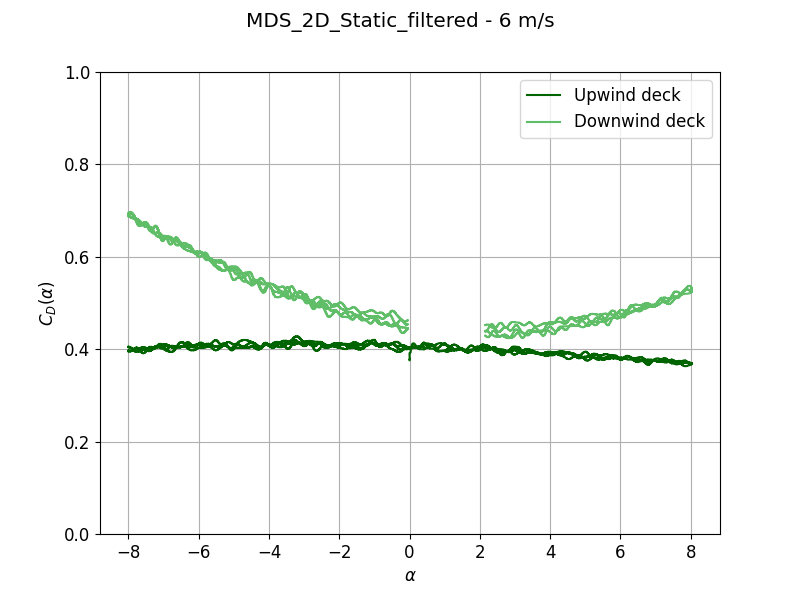 MDS_2D_Static_filtered - 6 m/s
Upwind deck
Downwind deck
1.0
0.8
0.6
0.4
0.2
0.0
C_D(α)
−8 −6 −4 −2 0 2 4 6 8
α